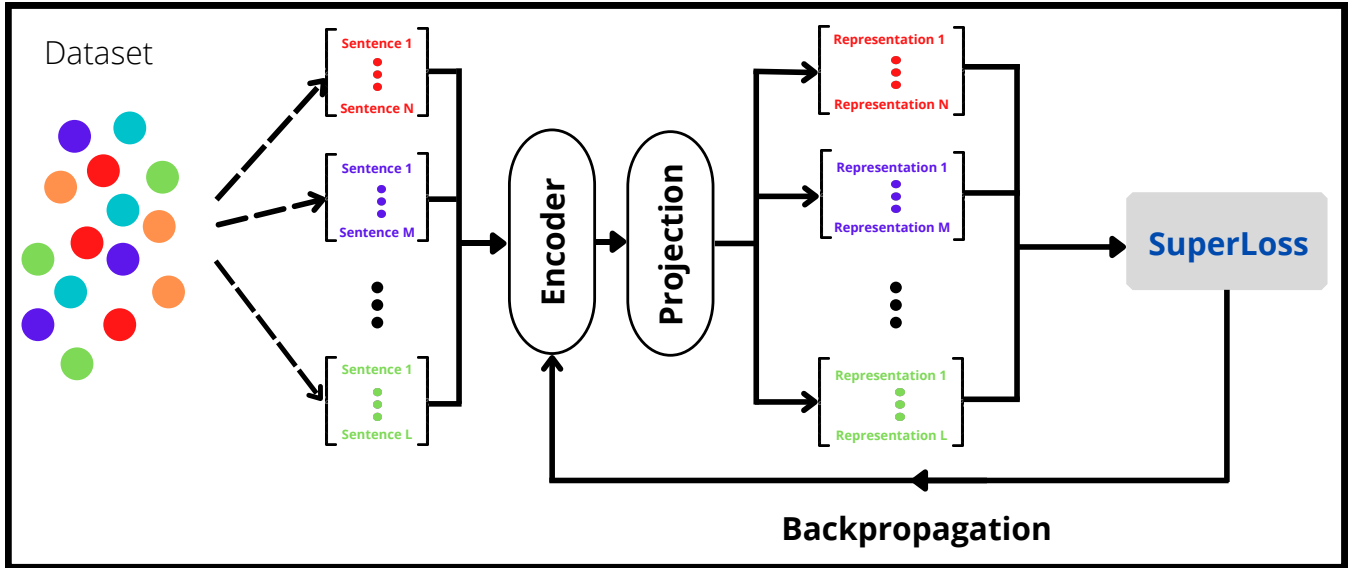 Dataset
Sentence 1
Sentence N
Sentence 1
Sentence M
Sentence 1
Sentence L
Encoder
Projection
Representation 1
Representation N
Representation 1
Representation M
Representation 1
Representation L
SuperLoss
Backpropagation